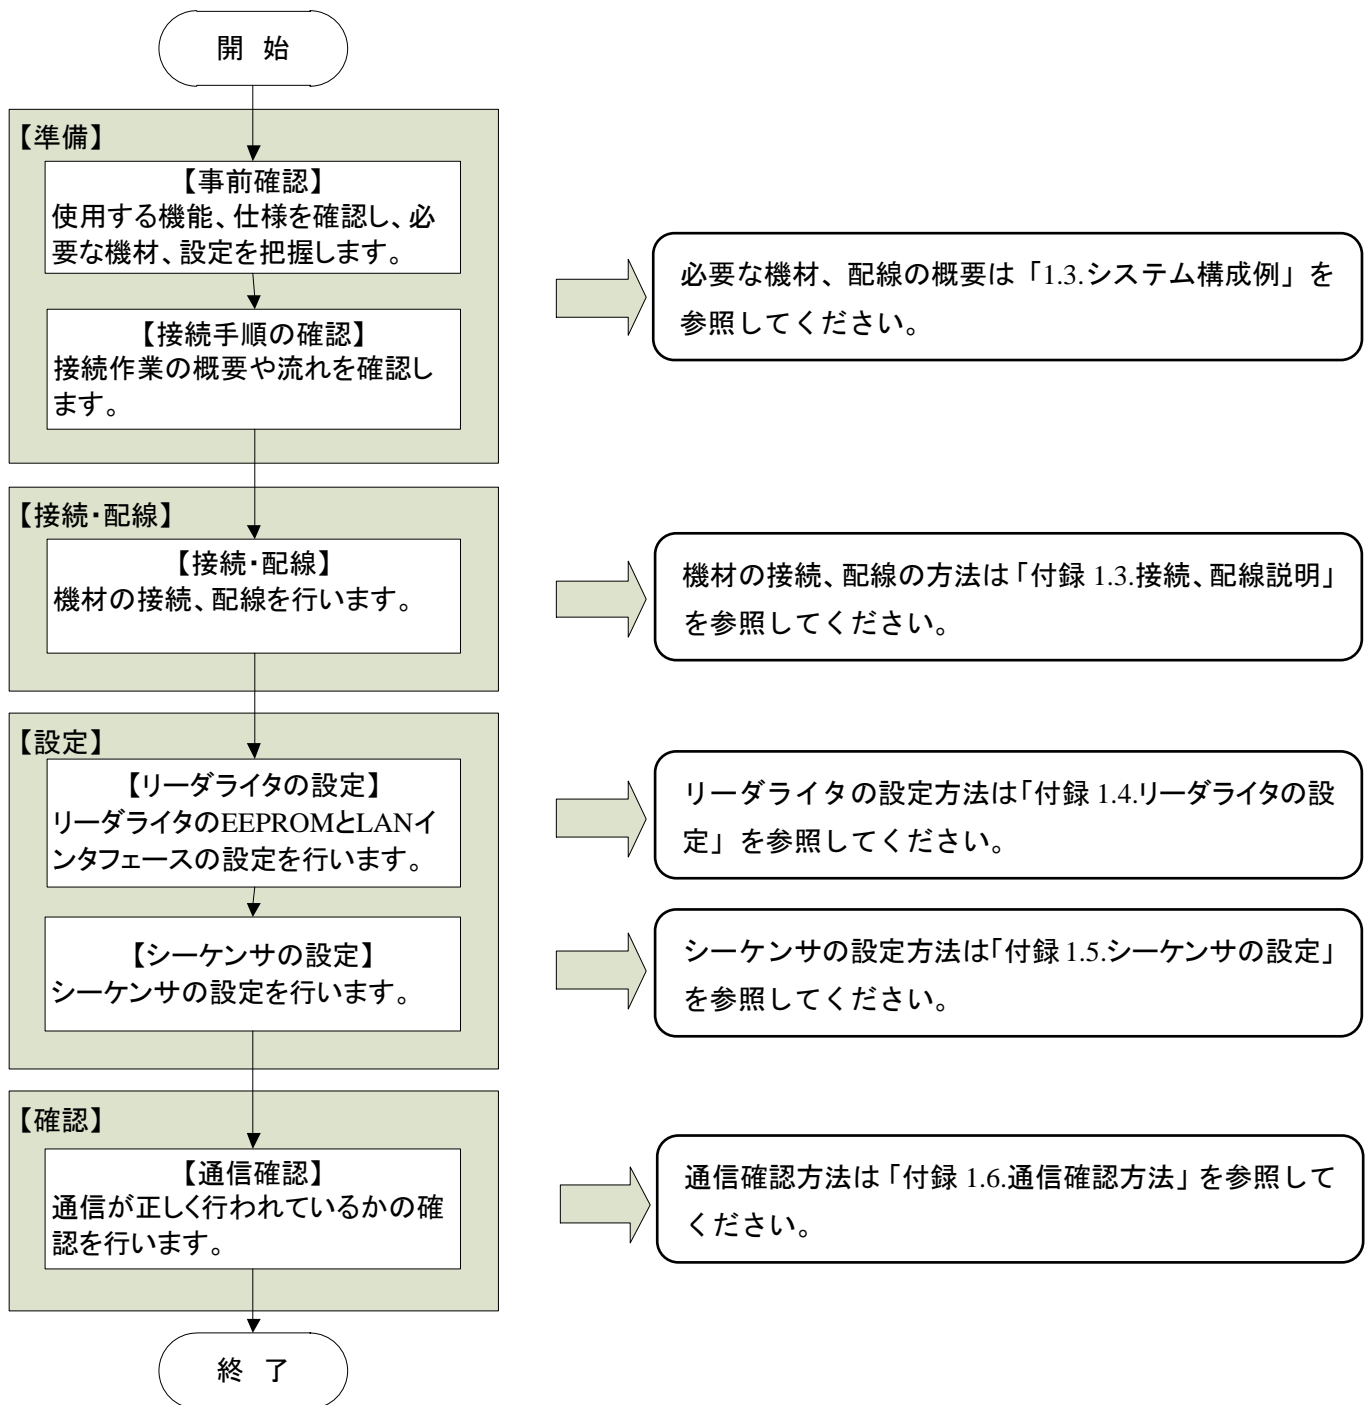 開 始
【準備】
【事前確認】
使用する機能、仕様を確認し、必
要な機材、設定を把握します。
【接続手順の確認】
接続作業の概要や流れを確認し
ます。
必要な機材、配線の概要は「1.3.システム構成例」を
参照してください。
【接続・配線】
【接続・配線】
機材の接続、配線を行います。
機材の接続、配線の方法は「付録 1.3.接続、配線説明」
を参照してください。
【設定】
【リーダライタの設定】
リーダライタのEEPROMとLANイ
ンタフェースの設定を行います。
リーダライタの設定方法は「付録 1.4.リーダライタの設
定」を参照してください。
【シーケンサの設定】
シーケンサの設定を行います。
シーケンサの設定方法は「付録 1.5.シーケンサの設定」
を参照してください。
【確認】
【通信確認】
通信が正しく行われているかの確
認を行います。
通信確認方法は「付録 1.6.通信確認方法」を参照して
ください。
終 了